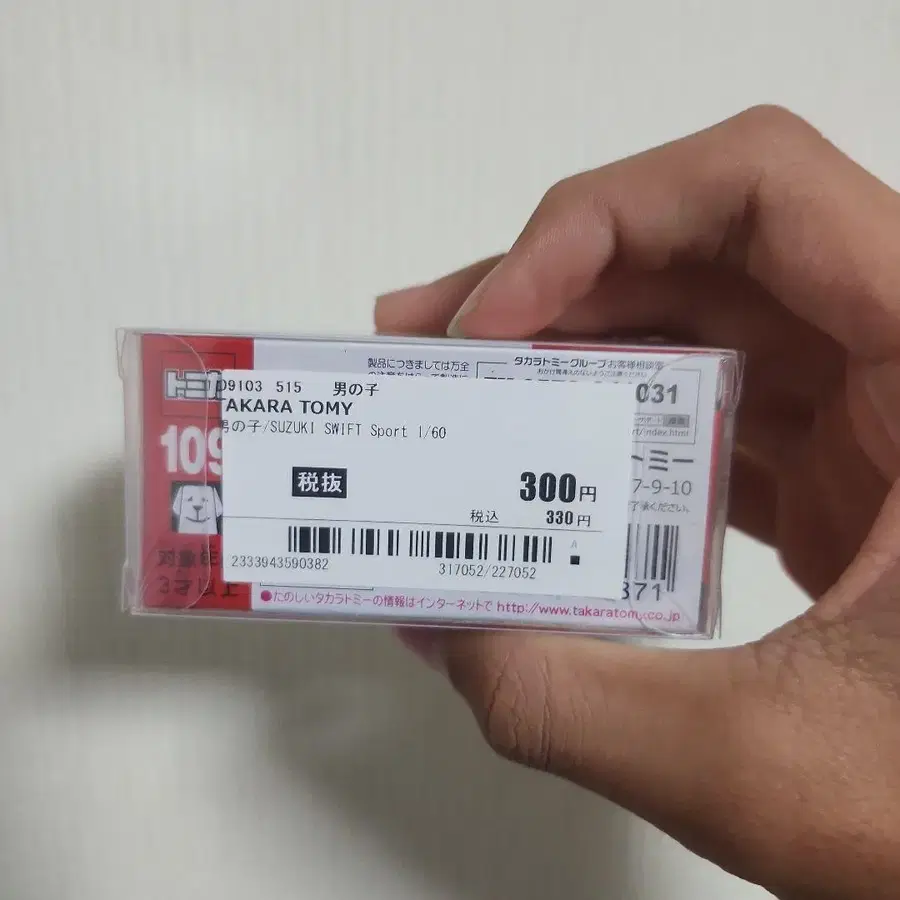 製品につきましては万全
タカラトミーグループお客様相談室
トミカ
109103 515 男の子
TAKARA TOMY
男の子/SUZUKI SWIFT Sport 1/60
031
rt/index.html
109
税抜
300円
ミー
7-9-10
了承ください。
税込 330円
対象年
3才以上
2333943590382
317052/227052
371
●たのしいタカラトミーの情報はインターネットで http://www.takaratomy.co.jp